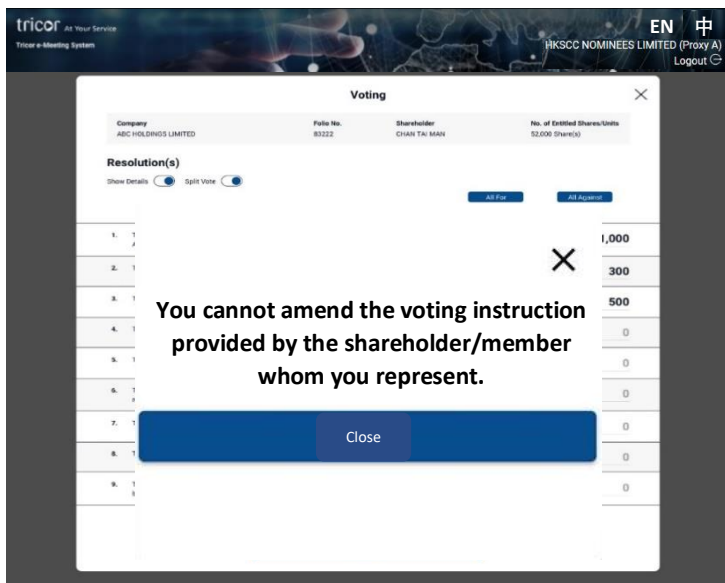 tricor At Your Service
Tricor e-Meeting System
EN 中
HKSCC NOMINEES LIMITED (Proxy A)
Logout
Voting
Company Folio No. Shareholder No. of Entitled Shares/Units
ABC HOLDINGS LIMITED 83222 CHAN TAI MAN 52,000 Share(s)
Resolution(s)
Show Details Split Vote
All For All Against
1. ,000
2. 300
3. 500
4. 0
5. 0
6. 0
7. 0
8. 0
9. 0
You cannot amend the voting instruction
provided by the shareholder/member
whom you represent.
Close